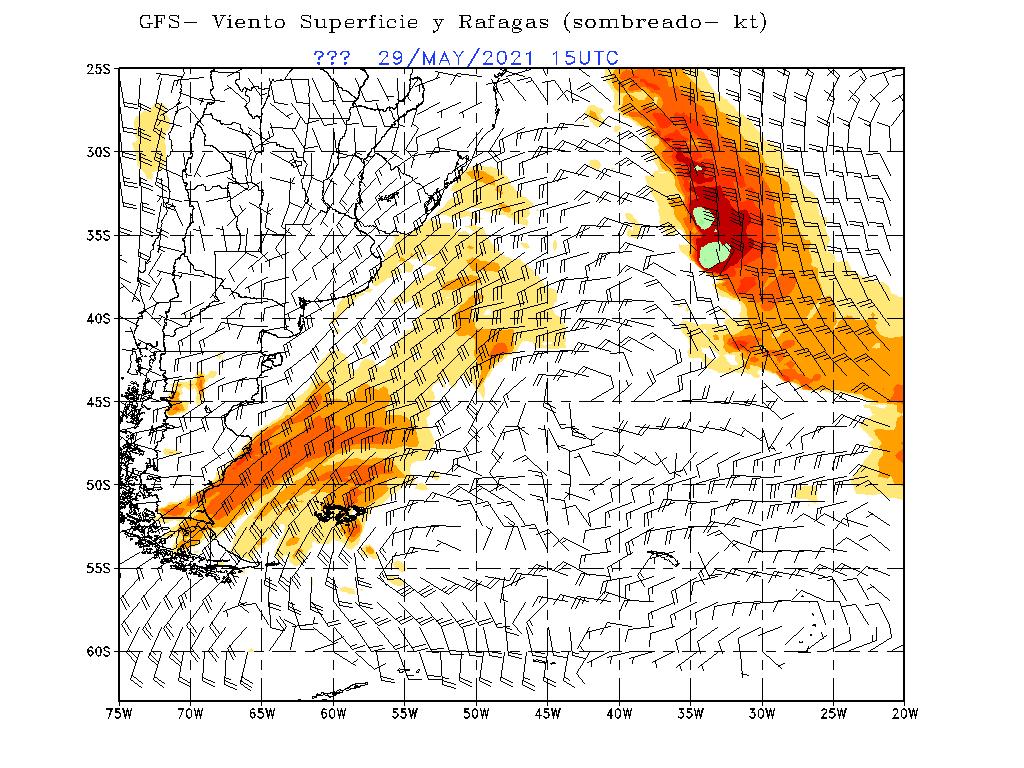 GFS− Viento Superficie y Rafagas (sombreado− kt)
??? 29/MAY/2021 15UTC
25S
30S
35S
40S
45S
50S
55S
60S
75W 70W 65W 60W 55W 50W 45W 40W 35W 30W 25W 20W